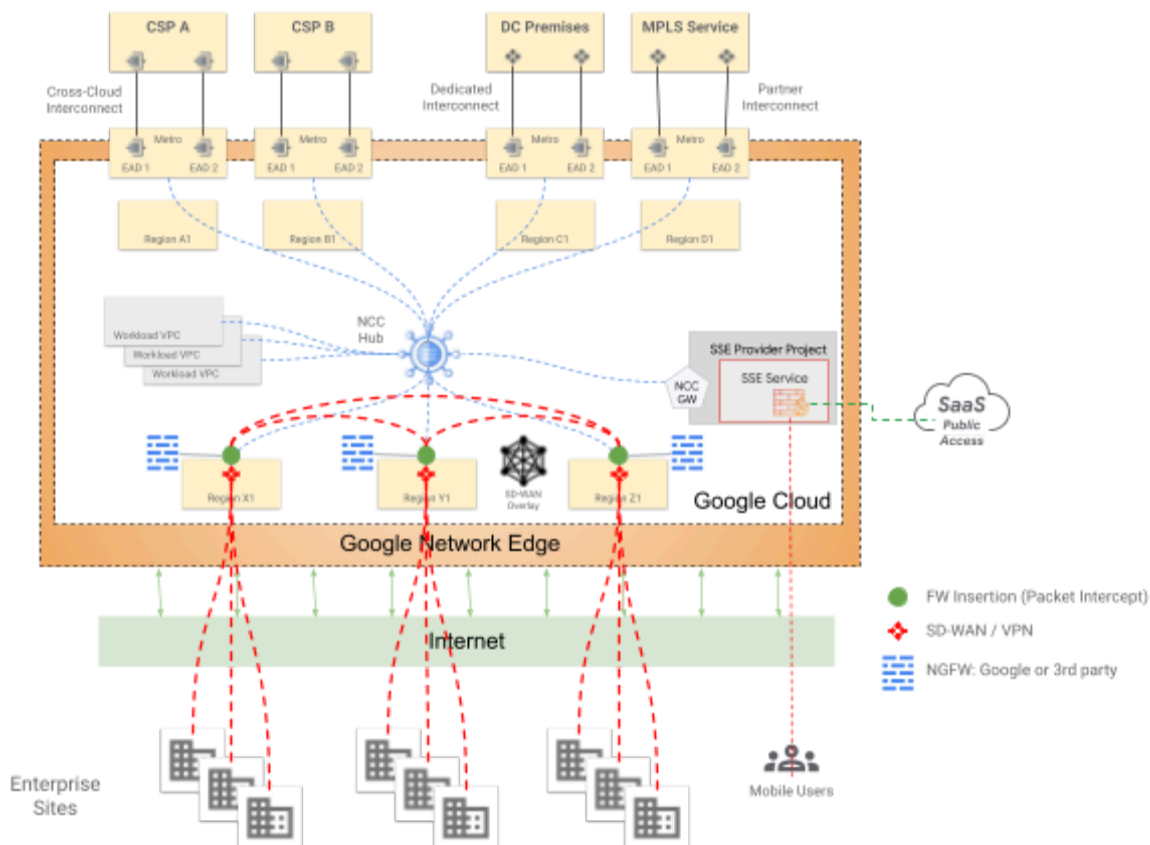 CSP A
CSP B
DC Premises
MPLS Service
Cross-Cloud
Interconnect
Dedicated
Interconnect
Partner
Interconnect
Metro
EAD 1
EAD 2
Metro
EAD 1
EAD 2
Metro
EAD 1
EAD 2
Metro
EAD 1
EAD 2
Region A1
Region B1
Region C1
Region D1
Workload VPC
Workload VPC
Workload VPC
NCC
Hub
SSE Provider Project
NCC
GW
SSE Service
SaaS
Public
Access
Region X1
Region Y1
SD-WAN
Overlay
Region Z1
Google Cloud
Google Network Edge
Internet
FW Insertion (Packet Intercept)
SD-WAN / VPN
NGFW: Google or 3rd party
Enterprise
Sites
Mobile Users